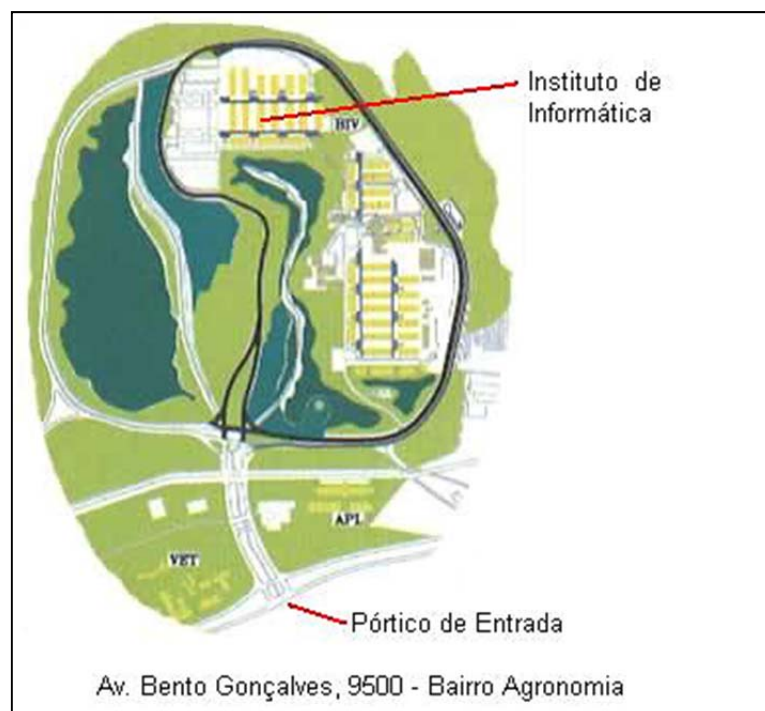 Instituto de
Informática
BIV
APL
VET
Pórtico de Entrada
Av. Bento Gonçalves, 9500 - Bairro Agronomia